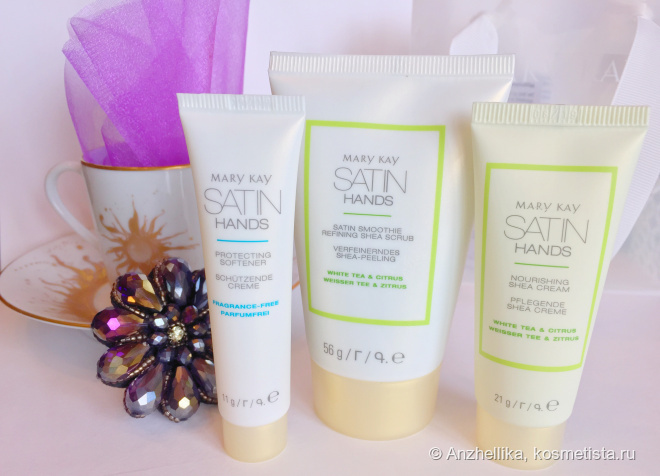 MARY KAY
SATIN
HANDS
PROTECTING
SOFTENER
SCHÜTZENDE
CREME
FRAGRANCE-FREE
PARFUMFREI
11 g / г / գ. ℮
MARY KAY
SATIN
HANDS
SATIN SMOOTHIE
REFINING SHEA SCRUB
VERFEINERNDES
SHEA-PEELING
WHITE TEA & CITRUS
WEISSER TEE & ZITRUS
56 g / г / գ. ℮
MARY KAY
SATIN
HANDS
NOURISHING
SHEA CREAM
PFLEGENDE
SHEA CREME
WHITE TEA & CITRUS
WEISSER TEE & ZITRUS
21 g / г / գ. ℮
© Anzhellika, kosmetista.ru